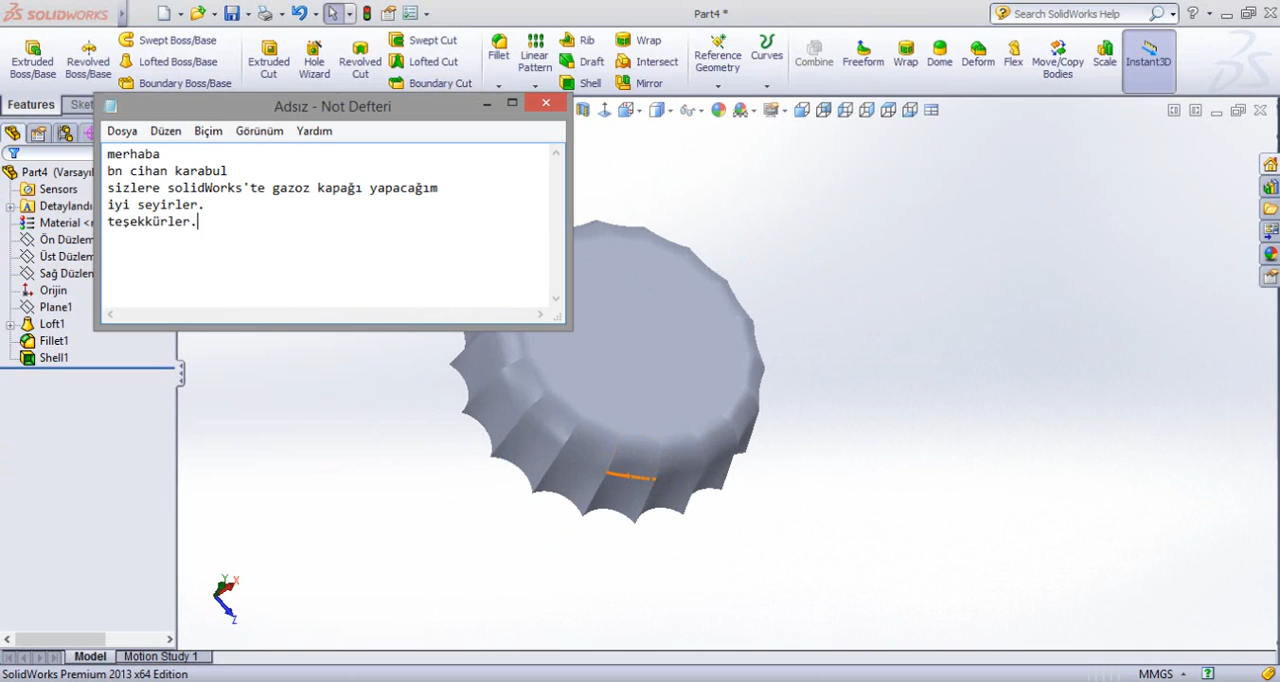 SOLIDWORKS
Part4 *
Search SolidWorks Help
Extruded Boss/Base
Revolved Boss/Base
Swept Boss/Base
Lofted Boss/Base
Boundary Boss/Base
Extruded Cut
Hole Wizard
Revolved Cut
Swept Cut
Lofted Cut
Boundary Cut
Fillet
Linear Pattern
Rib
Draft
Shell
Wrap
Intersect
Mirror
Reference Geometry
Curves
Combine
Freeform
Wrap
Dome
Deform
Flex
Move/Copy Bodies
Scale
Instant3D
Features
Sket
Adsız - Not Defteri
Dosya Düzen Biçim Görünüm Yardım
merhaba
bn cihan karabul
sizlere solidWorks'te gazoz kapağı yapacağım
iyi seyirler.
teşekkürler.
Part4 (Varsayıl
Sensors
Detaylandı
Material <
Ön Düzlem
Üst Düzlem
Sağ Düzlem
Orijin
Plane1
Loft1
Fillet1
Shell1
Y X
Z
Model Motion Study 1
SolidWorks Premium 2013 x64 Edition
MMGS